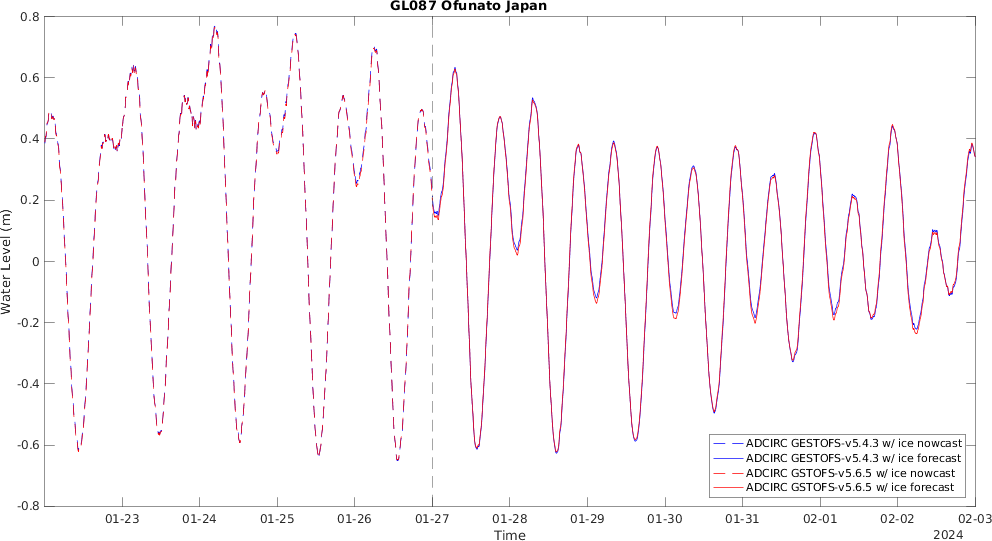 GL087 Ofunato Japan
0.8
0.6
0.4
0.2
0
-0.2
-0.4
-0.6
-0.8
Water Level (m)
01-23 01-24 01-25 01-26 01-27 01-28 01-29 01-30 01-31 02-01 02-02 02-03
Time
2024
ADCIRC GESTOFS-v5.4.3 w/ ice nowcast
ADCIRC GESTOFS-v5.4.3 w/ ice forecast
ADCIRC GSTOFS-v5.6.5 w/ ice nowcast
ADCIRC GSTOFS-v5.6.5 w/ ice forecast